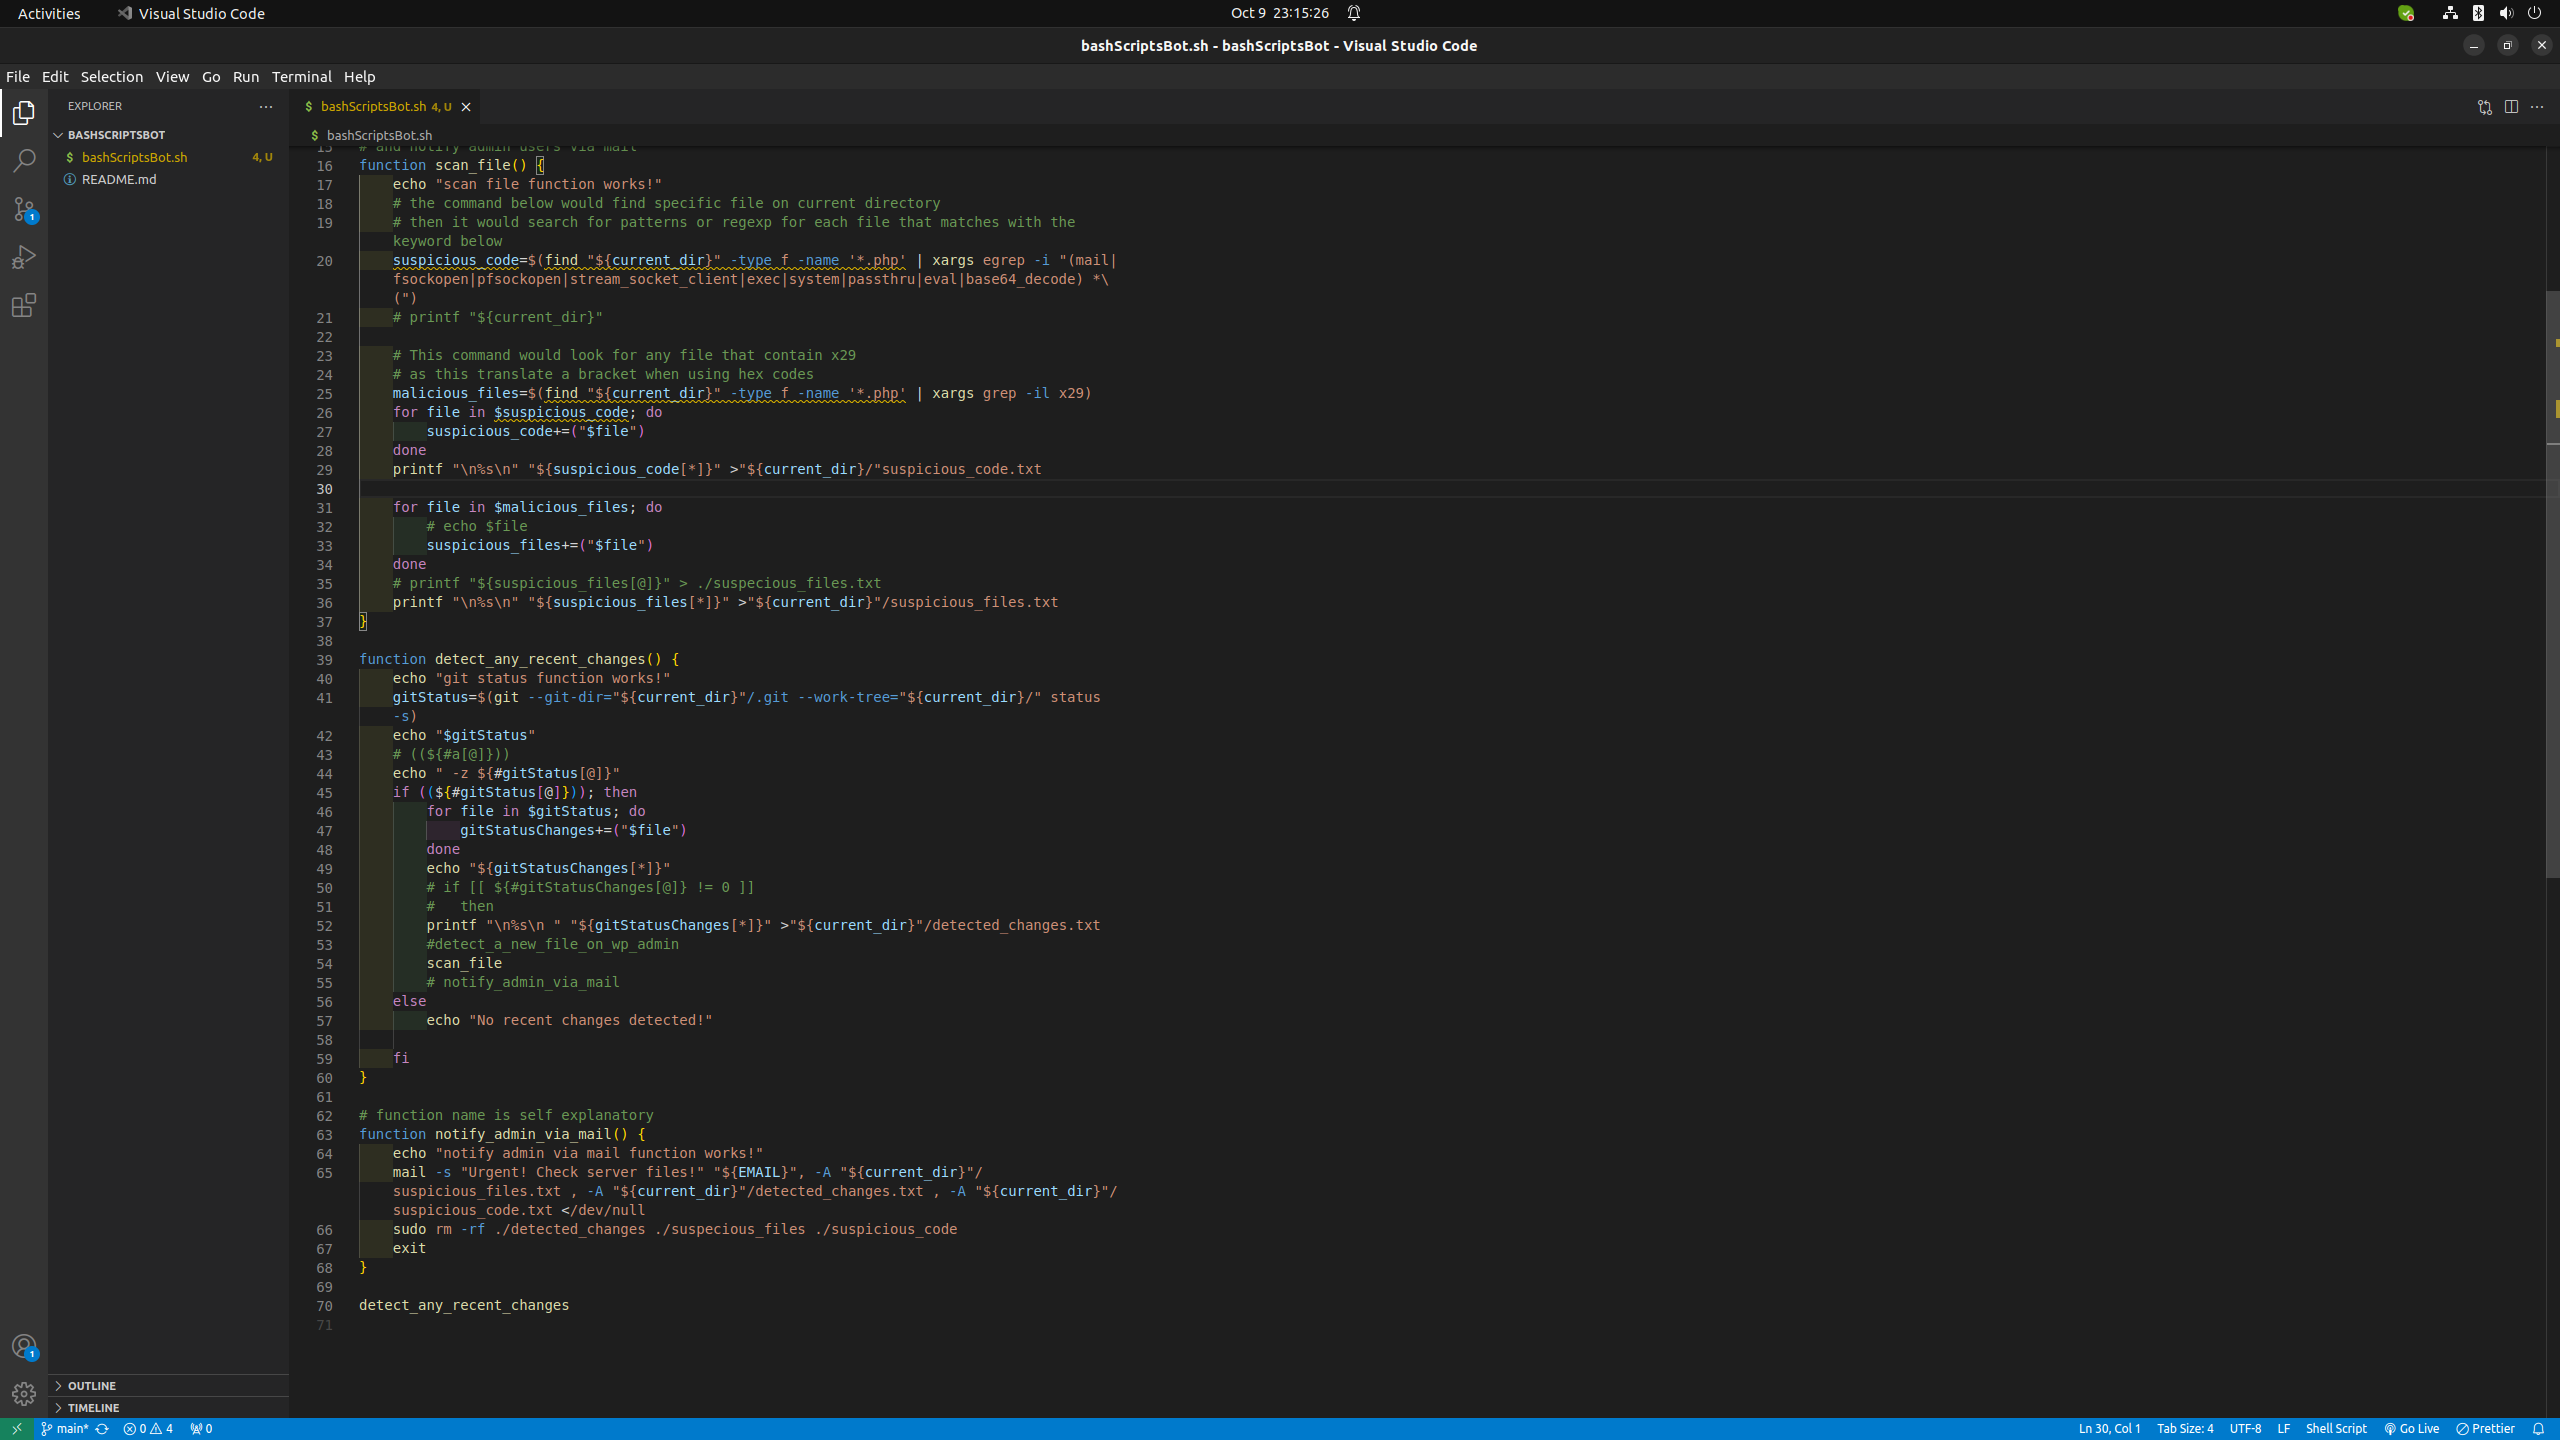 Activities
Visual Studio Code
Oct 9 23:15:26
bashScriptsBot.sh - bashScriptsBot - Visual Studio Code
File Edit Selection View Go Run Terminal Help
EXPLORER
BASHSCRIPTSBOT
bashScriptsBot.sh 4, U
README.md
OUTLINE
TIMELINE
bashScriptsBot.sh 4, U
bashScriptsBot.sh
15 # and notify admin users via mail
16 function scan_file() {
17 echo "scan file function works!"
18 # the command below would find specific file on current directory
19 # then it would search for patterns or regexp for each file that matches with the
keyword below
20 suspicious_code=$(find "${current_dir}" -type f -name '*.php' | xargs egrep -i "(mail|
fsockopen|pfsockopen|stream_socket_client|exec|system|passthru|eval|base64_decode) *\
(")
21 # printf "${current_dir}"
22
23 # This command would look for any file that contain x29
24 # as this translate a bracket when using hex codes
25 malicious_files=$(find "${current_dir}" -type f -name '*.php' | xargs grep -il x29)
26 for file in $suspicious_code; do
27 suspicious_code+=("$file")
28 done
29 printf "\n%s\n" "${suspicious_code[*]}" >"${current_dir}/"suspicious_code.txt
30
31 for file in $malicious_files; do
32 # echo $file
33 suspicious_files+=("$file")
34 done
35 # printf "${suspicious_files[@]}" > ./suspecious_files.txt
36 printf "\n%s\n" "${suspicious_files[*]}" >"${current_dir}"/suspicious_files.txt
37 }
38
39 function detect_any_recent_changes() {
40 echo "git status function works!"
41 gitStatus=$(git --git-dir="${current_dir}"/.git --work-tree="${current_dir}/" status
-s)
42 echo "$gitStatus"
43 # ((${#a[@]}))
44 echo " -z ${#gitStatus[@]}"
45 if ((${#gitStatus[@]})); then
46 for file in $gitStatus; do
47 gitStatusChanges+=("$file")
48 done
49 echo "${gitStatusChanges[*]}"
50 # if [[ ${#gitStatusChanges[@]} != 0 ]]
51 # then
52 printf "\n%s\n " "${gitStatusChanges[*]}" >"${current_dir}"/detected_changes.txt
53 #detect_a_new_file_on_wp_admin
54 scan_file
55 # notify_admin_via_mail
56 else
57 echo "No recent changes detected!"
58
59 fi
60 }
61
62 # function name is self explanatory
63 function notify_admin_via_mail() {
64 echo "notify admin via mail function works!"
65 mail -s "Urgent! Check server files!" "${EMAIL}", -A "${current_dir}"/
suspicious_files.txt , -A "${current_dir}"/detected_changes.txt , -A "${current_dir}"/
suspicious_code.txt </dev/null
66 sudo rm -rf ./detected_changes ./suspecious_files ./suspicious_code
67 exit
68 }
69
70 detect_any_recent_changes
71
1
1
main* 0 4 0
Ln 30, Col 1 Tab Size: 4 UTF-8 LF Shell Script Go Live Prettier